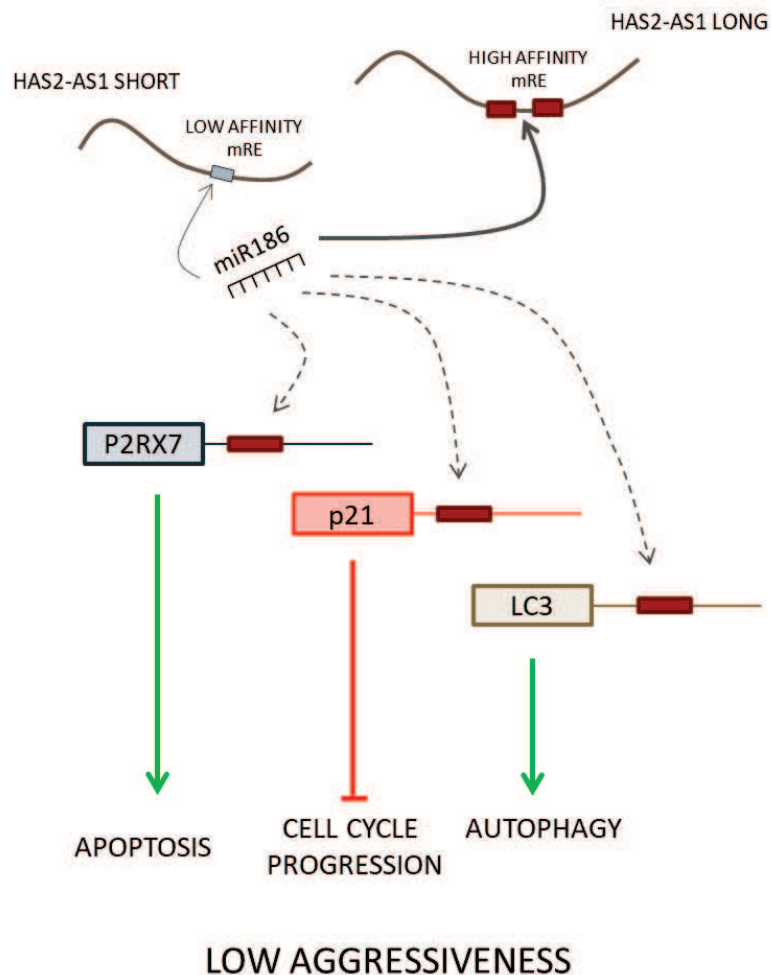 HAS2-AS1 LONG
HIGH AFFINITY
mRE
HAS2-AS1 SHORT
LOW AFFINITY
mRE
miR186
P2RX7
p21
LC3
APOPTOSIS
CELL CYCLE
PROGRESSION
AUTOPHAGY
LOW AGGRESSIVENESS